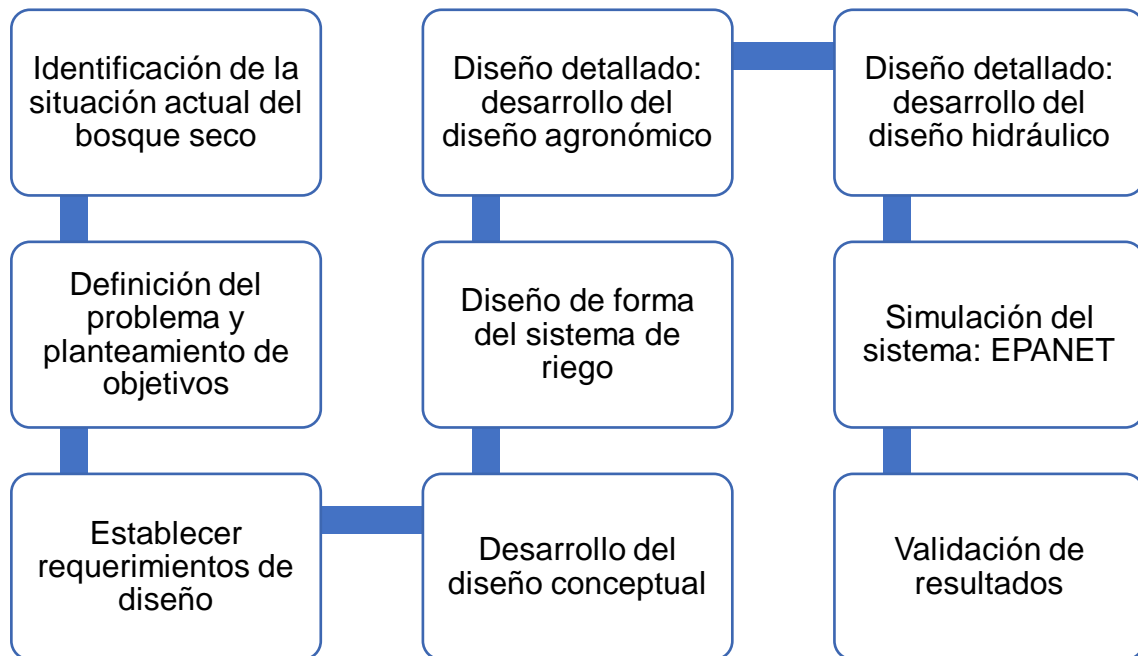 Identificación de la
situación actual del
bosque seco
Definición del
problema y
planteamiento de
objetivos
Establecer
requerimientos de
diseño
Desarrollo del
diseño conceptual
Diseño de forma
del sistema de
riego
Diseño detallado:
desarrollo del
diseño agronómico
Diseño detallado:
desarrollo del
diseño hidráulico
Simulación del
sistema: EPANET
Validación de
resultados